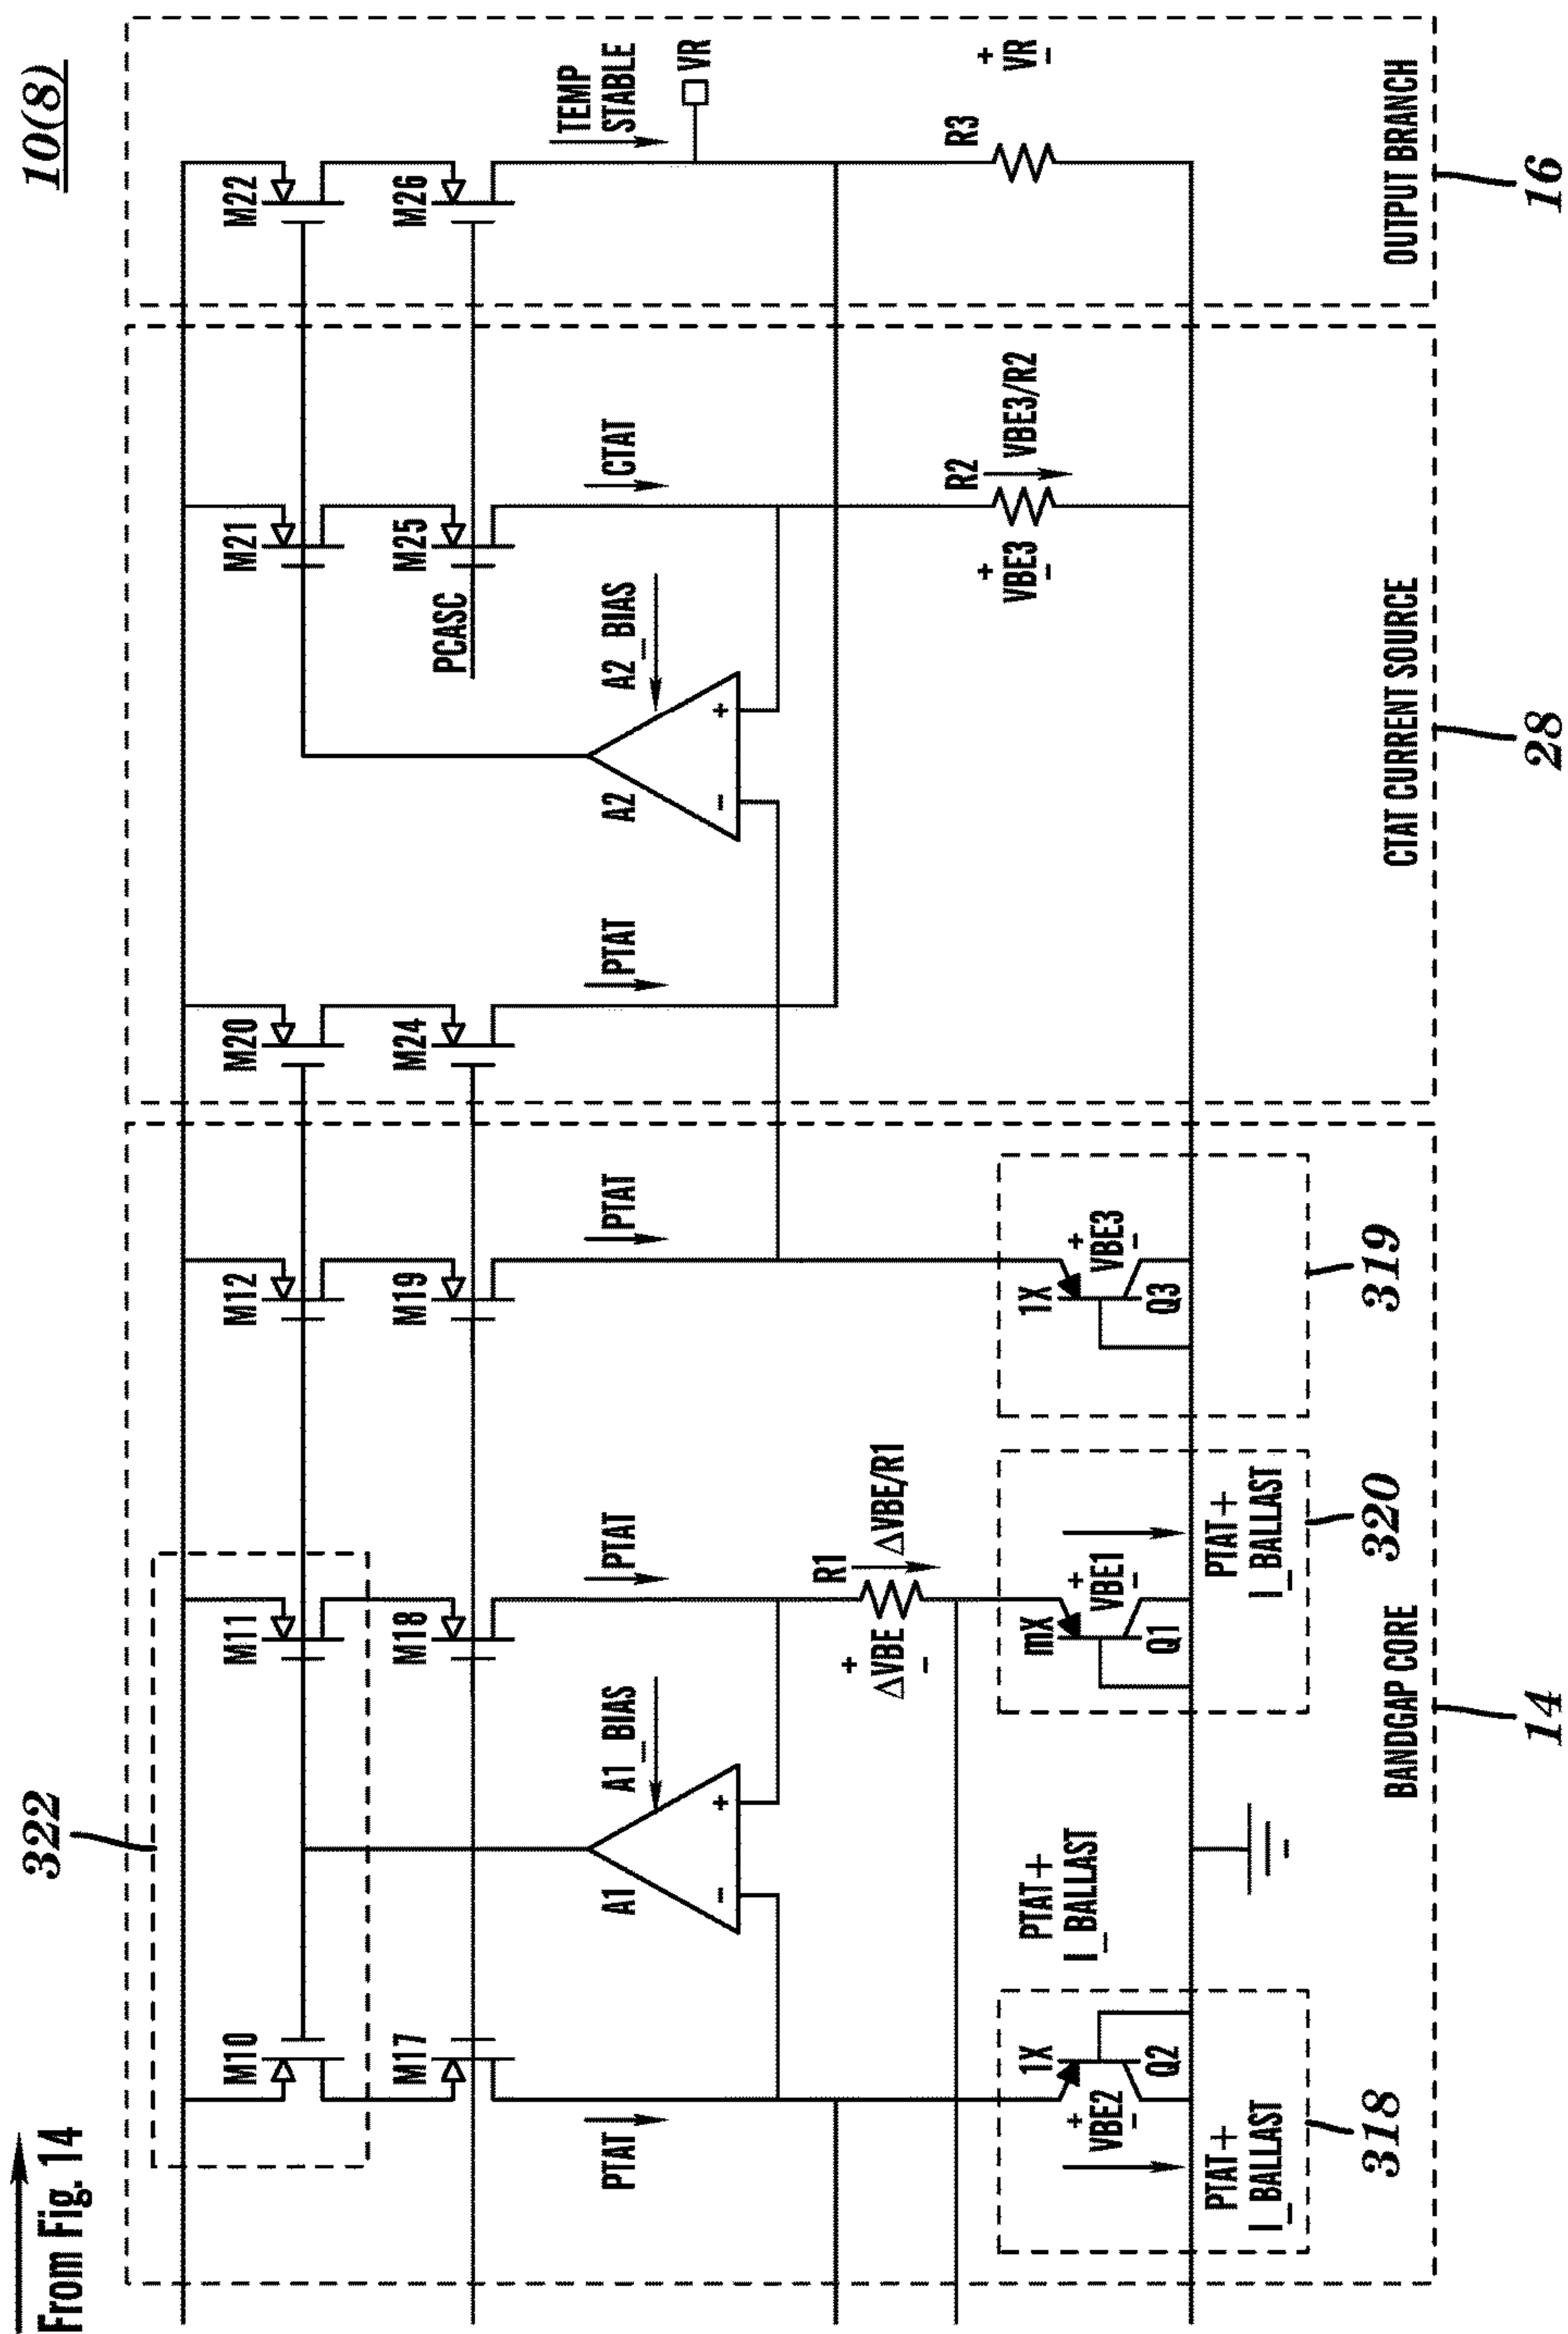 From Fig. 14
10(8)
322
M10
M11
M12
M20
M21
M22
M17
M18
M19
M24
PCASC
M25
M26
PTAT
A1
A1_BIAS
PTAT
PTAT
PTAT
A2
A2_BIAS
CTAT
TEMP
STABLE
VR
− +
− +
R1
+
ΔVBE
−
ΔVBE/R1
R2
+
VBE3
−
VBE3/R2
R3
+
VR
−
1X
+
VBE2
−
Q2
PTAT+
I_BALLAST
PTAT+
I_BALLAST
mX
+
VBE1
−
Q1
PTAT+
I_BALLAST
1X
+
VBE3
−
Q3
318
320
319
BANDGAP CORE
CTAT CURRENT SOURCE
OUTPUT BRANCH
14
28
16